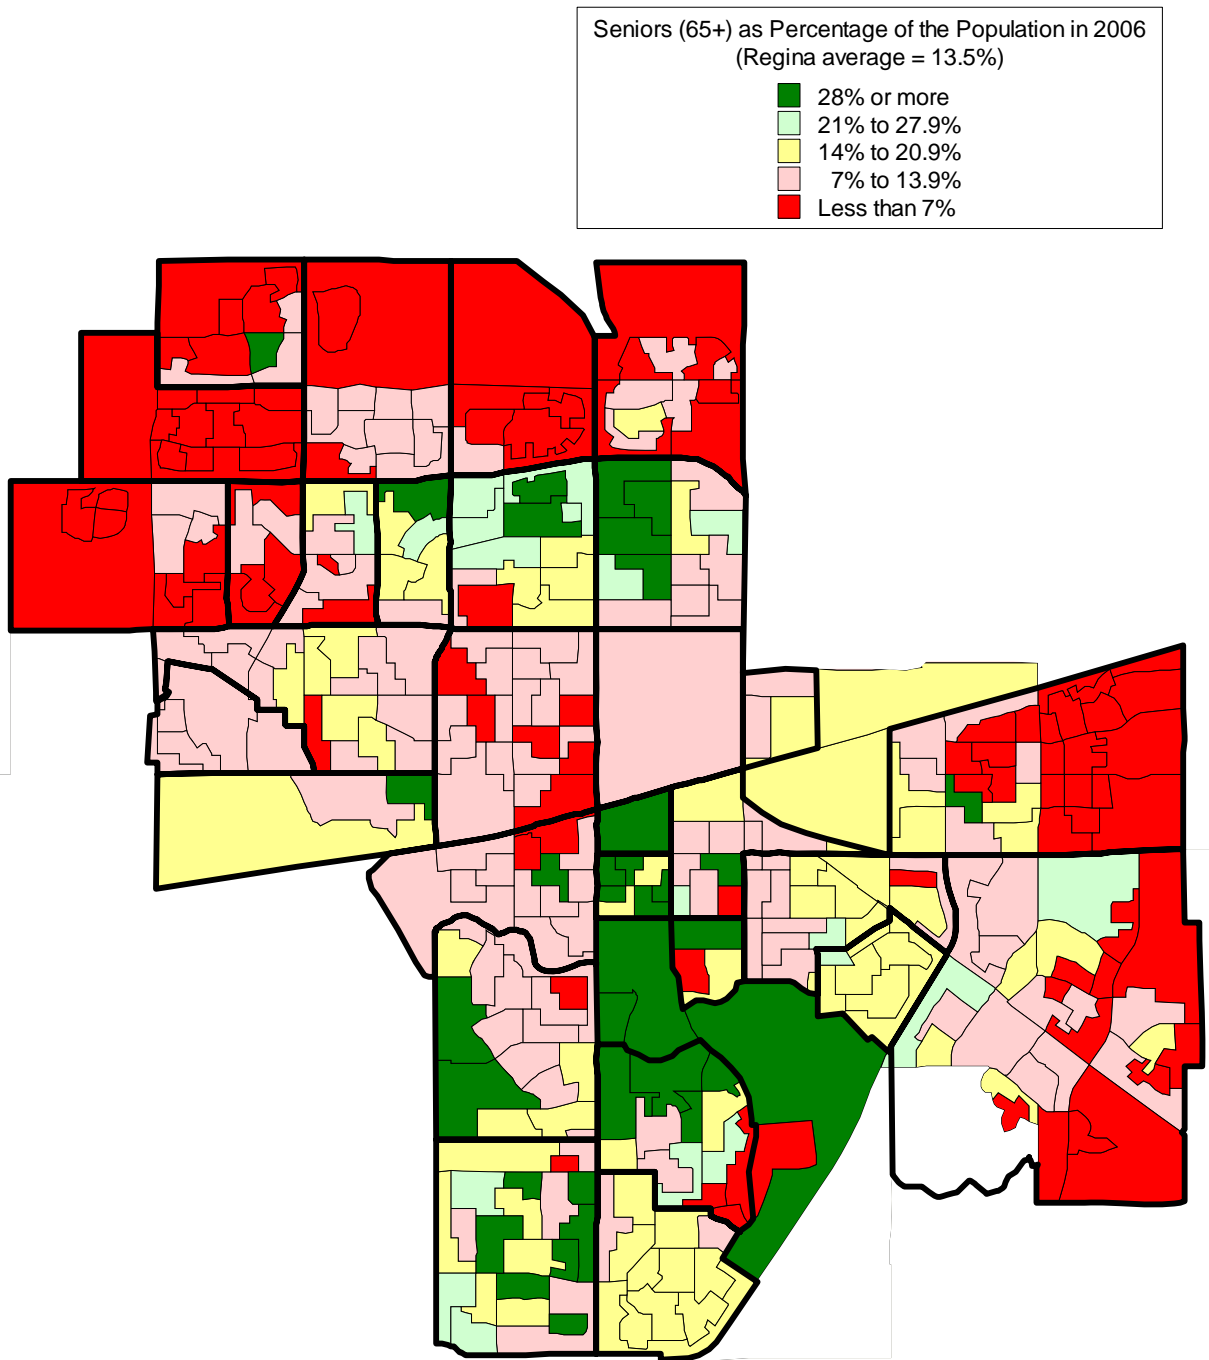 Seniors (65+) as Percentage of the Population in 2006
(Regina average = 13.5%)
28% or more
21% to 27.9%
14% to 20.9%
7% to 13.9%
Less than 7%